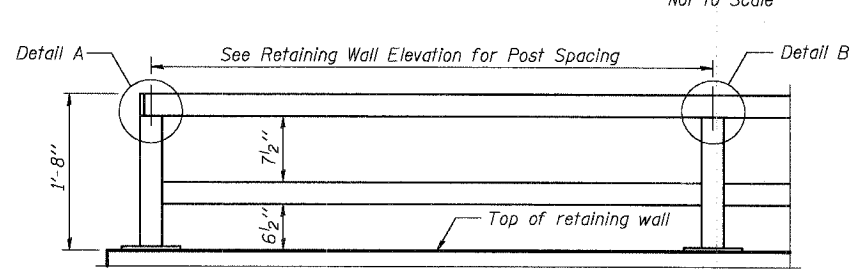 Not To Scale
Detail A
See Retaining Wall Elevation for Post Spacing
Detail B
1'-8"
7½"
6½"
Top of retaining wall